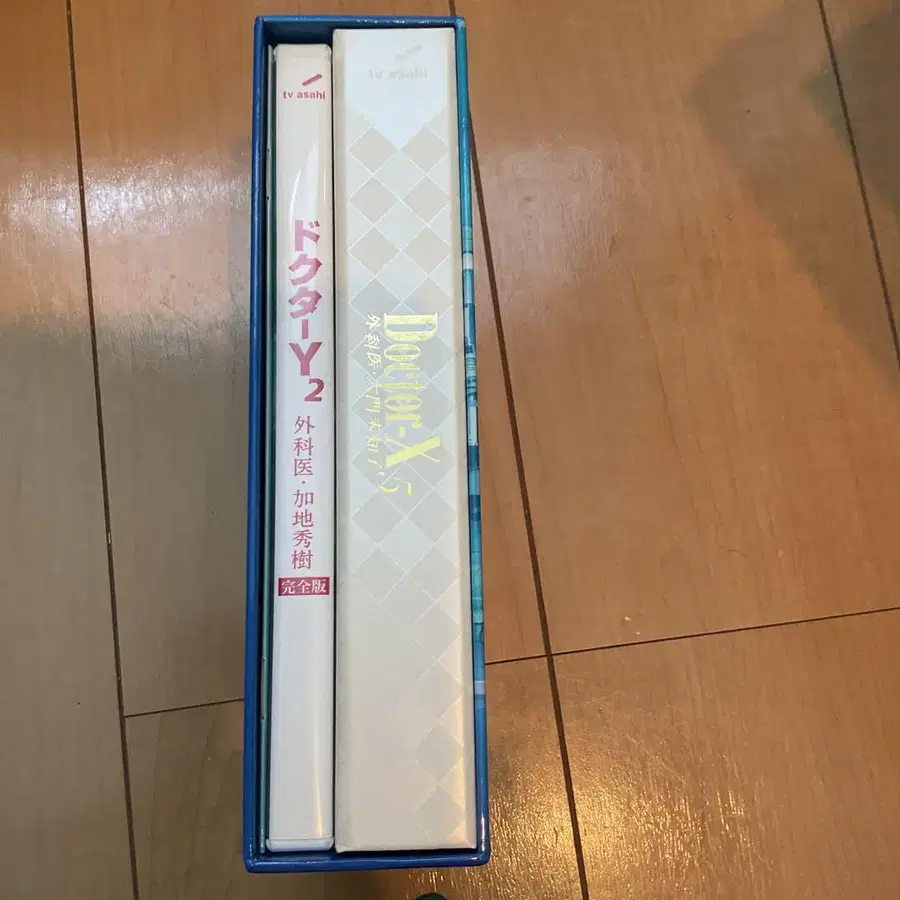 tv asahi
ドクターY2
外科医・加地秀樹
完全版
tv asahi
Doctor-X
外科医・大門未知子 5